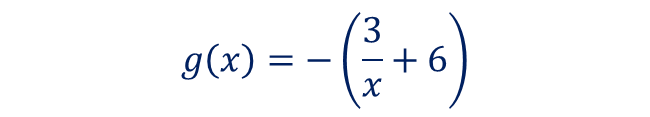 g(x) = −(3/x + 6)